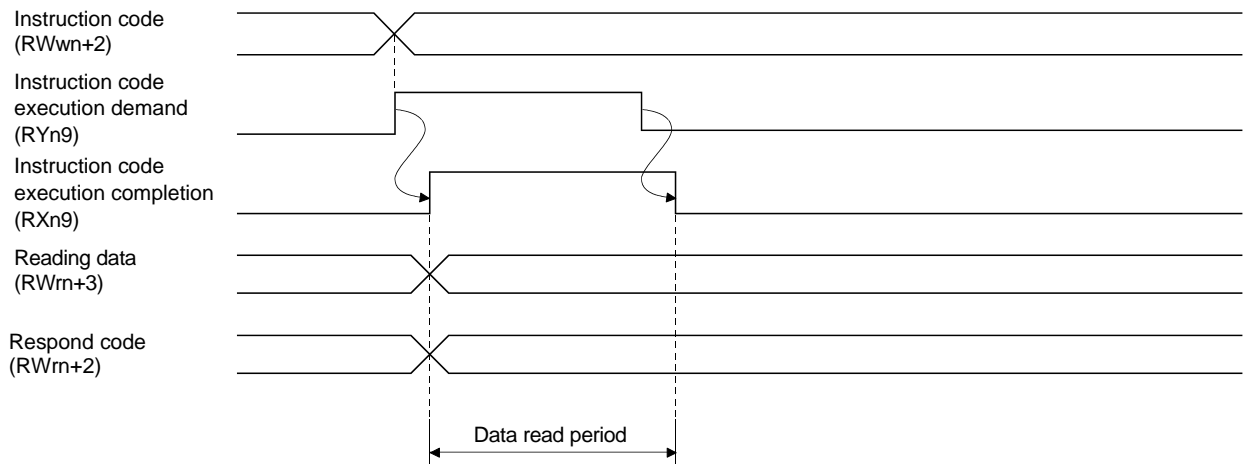 Instruction code
(RWwn+2)
Instruction code
execution demand
(RYn9)
Instruction code
execution completion
(RXn9)
Reading data
(RWrn+3)
Respond code
(RWrn+2)
Data read period